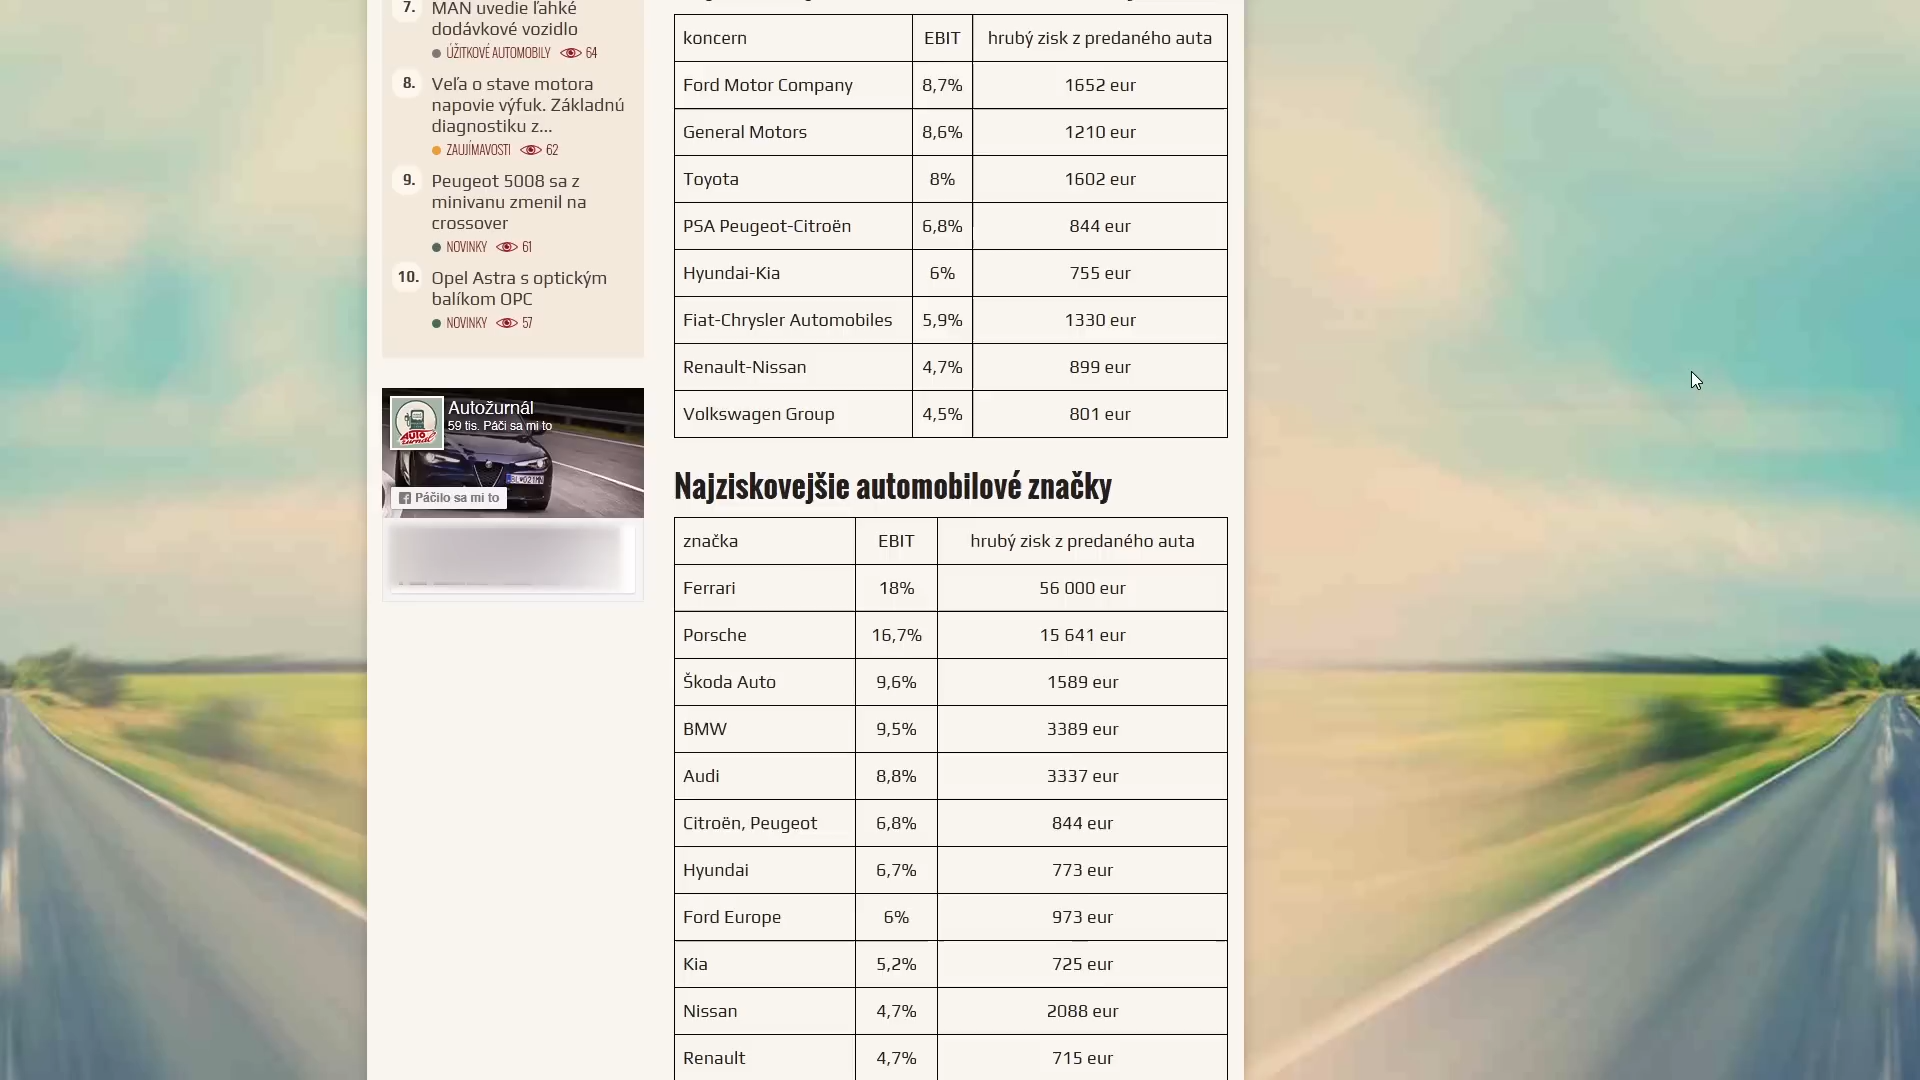 7. MAN uvedie ľahké
dodávkové vozidlo
ÚŽITKOVÉ AUTOMOBILY 64
8. Veľa o stave motora
napovie výfuk. Základnú
diagnostiku z...
ZAUJÍMAVOSTI 62
9. Peugeot 5008 sa z
minivanu zmenil na
crossover
NOVINKY 61
10. Opel Astra s optickým
balíkom OPC
NOVINKY 57
Autožurnál
59 tis. Páči sa mi to
Páčilo sa mi to
koncern EBIT hrubý zisk z predaného auta
Ford Motor Company 8,7% 1652 eur
General Motors 8,6% 1210 eur
Toyota 8% 1602 eur
PSA Peugeot-Citroën 6,8% 844 eur
Hyundai-Kia 6% 755 eur
Fiat-Chrysler Automobiles 5,9% 1330 eur
Renault-Nissan 4,7% 899 eur
Volkswagen Group 4,5% 801 eur
Najziskovejšie automobilové značky
značka EBIT hrubý zisk z predaného auta
Ferrari 18% 56 000 eur
Porsche 16,7% 15 641 eur
Škoda Auto 9,6% 1589 eur
BMW 9,5% 3389 eur
Audi 8,8% 3337 eur
Citroën, Peugeot 6,8% 844 eur
Hyundai 6,7% 773 eur
Ford Europe 6% 973 eur
Kia 5,2% 725 eur
Nissan 4,7% 2088 eur
Renault 4,7% 715 eur